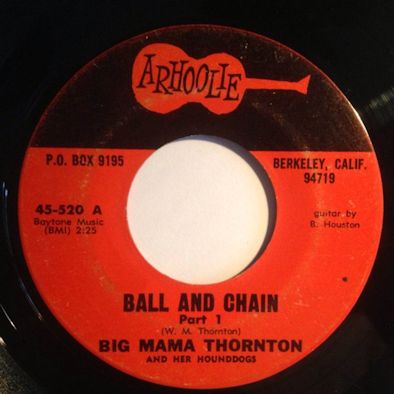 ARHOOLIE
P.O. BOX 9195
BERKELEY, CALIF.
94719
45-520 A
Baytone Music
(BMI) 2:25
guitar by
B. Houston
BALL AND CHAIN
Part 1
(W. M. Thornton)
BIG MAMA THORNTON
AND HER HOUNDDOGS